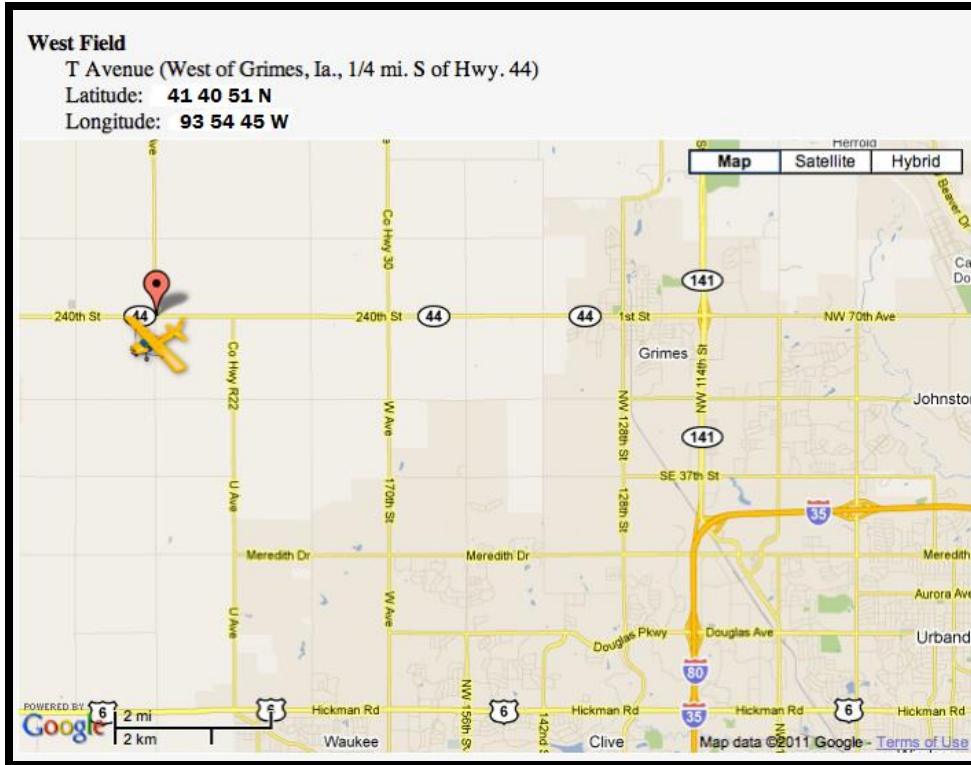 West Field
T Avenue (West of Grimes, Ia., 1/4 mi. S of Hwy. 44)
Latitude: 41 40 51 N
Longitude: 93 54 45 W
Map Satellite Hybrid
Herrold
Ave
Co Hwy 30
Beaver Dr
141
240th St 44 240th St 44 44 1st St NW 70th Ave
Grimes
Co Hwy R22
NW 114th St
Johnsto
W Ave
NW 128th St
141
SE 37th St
U Ave
170th St
128th St
35
Meredith Dr Meredith Dr Meredith
W Ave
Aurora Ave
U Ave
Douglas Pkwy Douglas Ave Urband
80
NW 156th St
142nd S
POWERED BY
Google
6 6 Hickman Rd 6 Hickman Rd 35 Hickman Rd 6 Hickman Rd
2 mi
2 km
Waukee Clive Map data ©2011 Google - Terms of Use